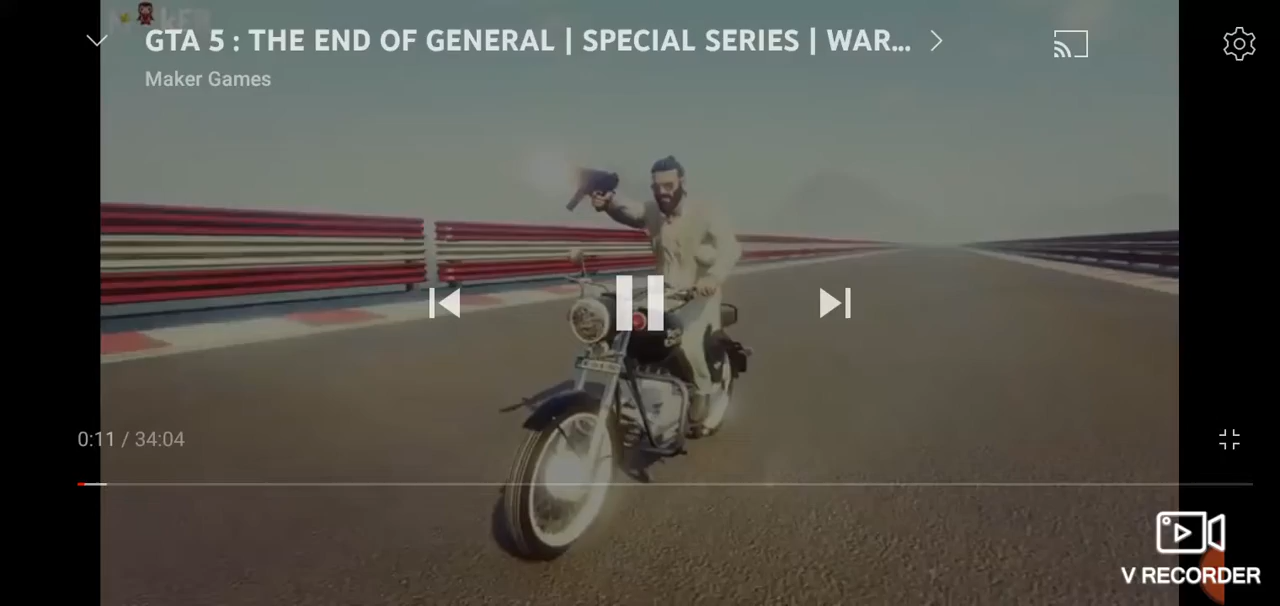 GTA 5 : THE END OF GENERAL | SPECIAL SERIES | WAR...
Maker Games
0:11 / 34:04
V RECORDER